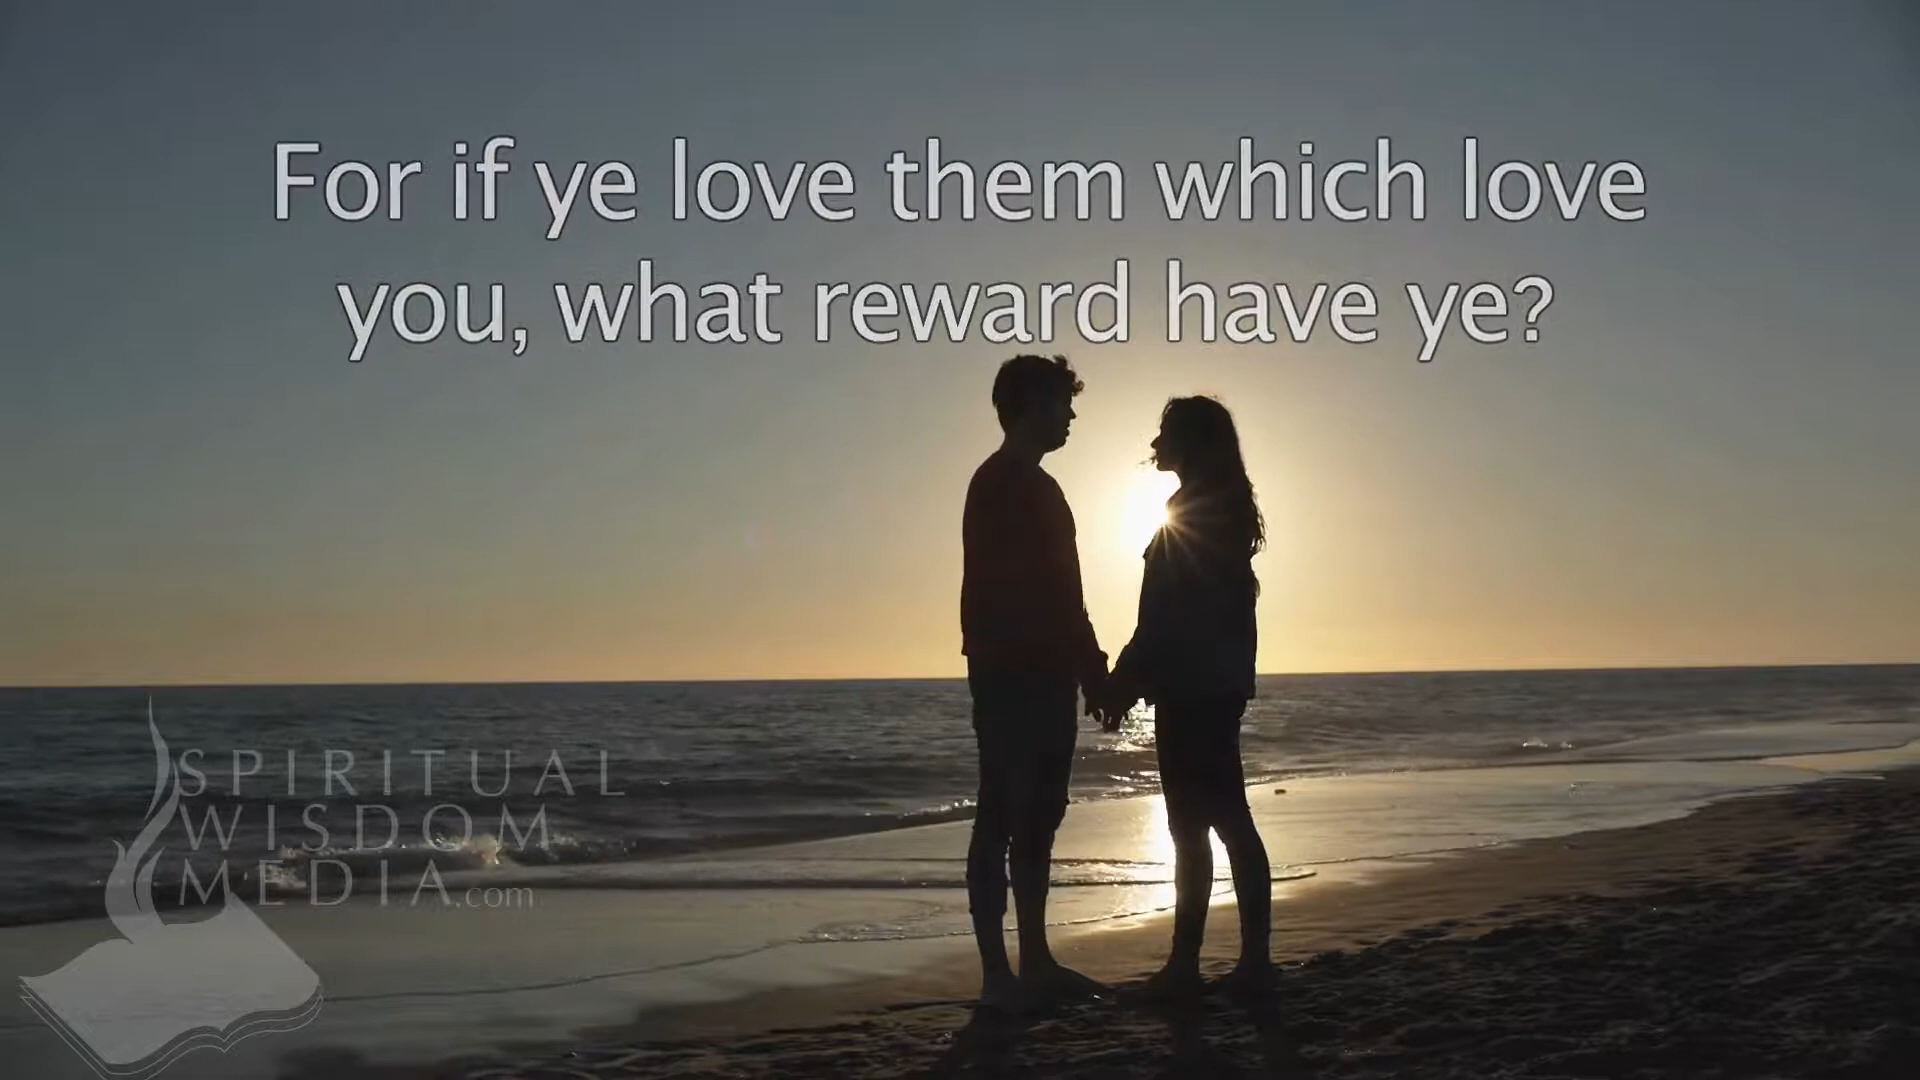 For if ye love them which love
you, what reward have ye?
SPIRITUAL
WISDOM
MEDIA.com